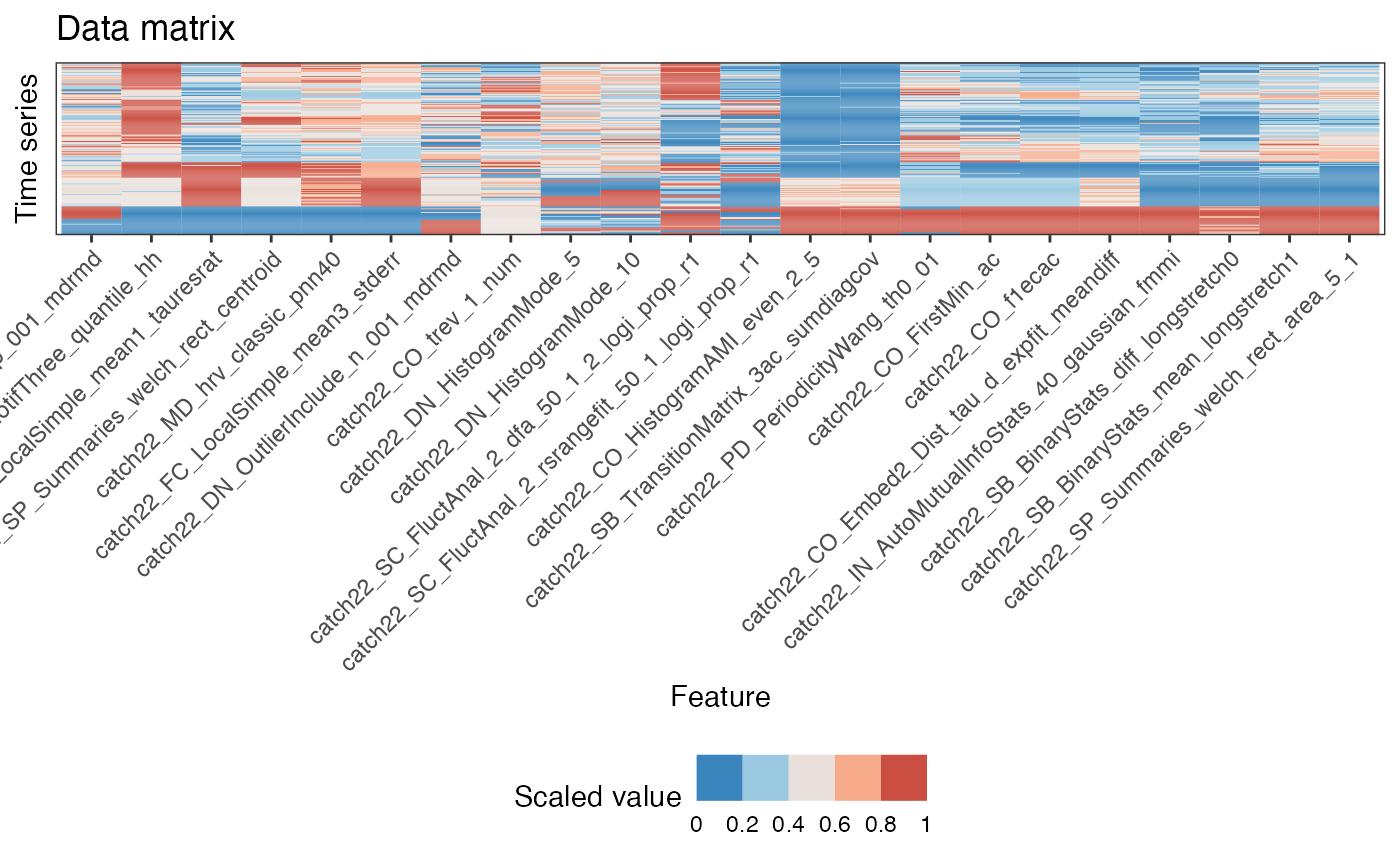 Data matrix
Time series
_001_mdrmd
otifThree_quantile_hh
LocalSimple_mean1_tauresrat
_SP_Summaries_welch_rect_centroid
catch22_MD_hrv_classic_pnn40
catch22_FC_LocalSimple_mean3_stderr
catch22_DN_OutlierInclude_n_001_mdrmd
catch22_CO_trev_1_num
catch22_DN_HistogramMode_5
catch22_DN_HistogramMode_10
catch22_SC_FluctAnal_2_dfa_50_1_2_logi_prop_r1
catch22_SC_FluctAnal_2_rsrangefit_50_1_logi_prop_r1
catch22_CO_HistogramAMI_even_2_5
catch22_SB_TransitionMatrix_3ac_sumdiagcov
catch22_PD_PeriodicityWang_th0_01
catch22_CO_FirstMin_ac
catch22_CO_f1ecac
catch22_CO_Embed2_Dist_tau_d_expfit_meandiff
catch22_IN_AutoMutualInfoStats_40_gaussian_fmmi
catch22_SB_BinaryStats_diff_longstretch0
catch22_SB_BinaryStats_mean_longstretch1
catch22_SP_Summaries_welch_rect_area_5_1
Feature
Scaled value
0 0.2 0.4 0.6 0.8 1